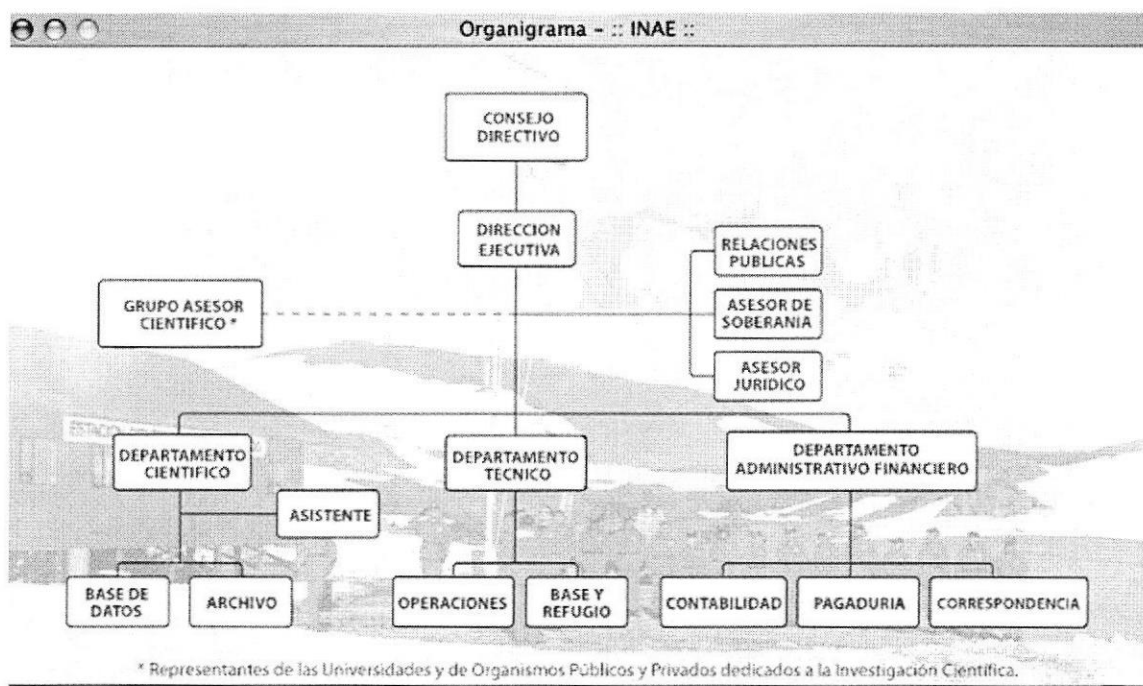 Organigrama - :: INAE ::
CONSEJO
DIRECTIVO
DIRECCION
EJECUTIVA
RELACIONES
PUBLICAS
GRUPO ASESOR
CIENTIFICO *
ASESOR DE
SOBERANIA
ASESOR
JURIDICO
DEPARTAMENTO
CIENTIFICO
DEPARTAMENTO
TECNICO
DEPARTAMENTO
ADMINISTRATIVO FINANCIERO
ASISTENTE
BASE DE
DATOS
ARCHIVO
OPERACIONES
BASE Y
REFUGIO
CONTABILIDAD
PAGADURIA
CORRESPONDENCIA
* Representantes de las Universidades y de Organismos Públicos y Privados dedicados a la Investigación Científica.